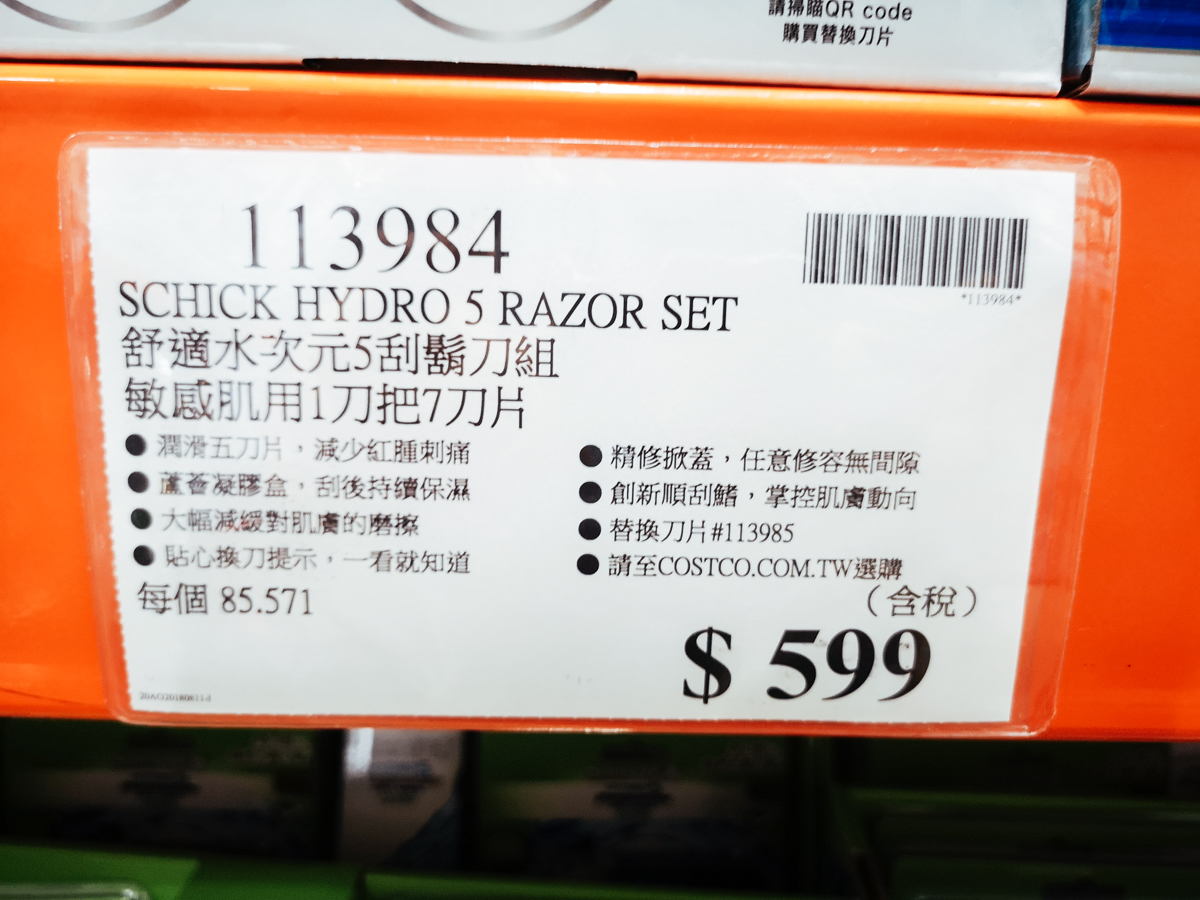 請掃瞄QR code
購買替換刀片
113984
*113984*
SCHICK HYDRO 5 RAZOR SET
舒適水次元5刮鬍刀組
敏感肌用1刀把7刀片
●潤滑五刀片，減少紅腫刺痛
●蘆薈凝膠盒，刮後持續保濕
●大幅減緩對肌膚的磨擦
●貼心換刀提示，一看就知道
●精修掀蓋，任意修容無間隙
●創新順刮鰭，掌控肌膚動向
●替換刀片#113985
●請至COSTCO.COM.TW選購
每個 85.571
（含稅）
$ 599